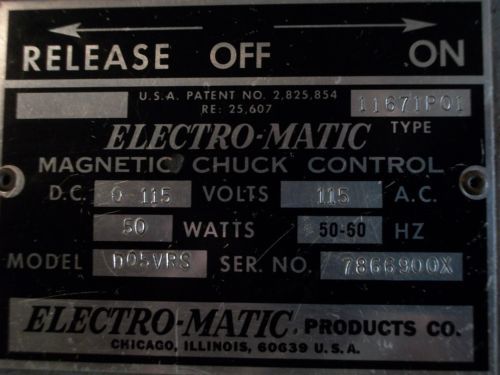 RELEASE OFF ON
U.S.A. PATENT NO. 2,825,854
RE: 25,607
11671P01
TYPE
ELECTRO-MATIC
MAGNETIC CHUCK CONTROL
D.C. 0-115 VOLTS 115 A.C.
50 WATTS 50-60 HZ
MODEL D05VRS SER. NO. 7866900X
ELECTRO-MATIC PRODUCTS CO.
CHICAGO, ILLINOIS, 60639 U.S.A.